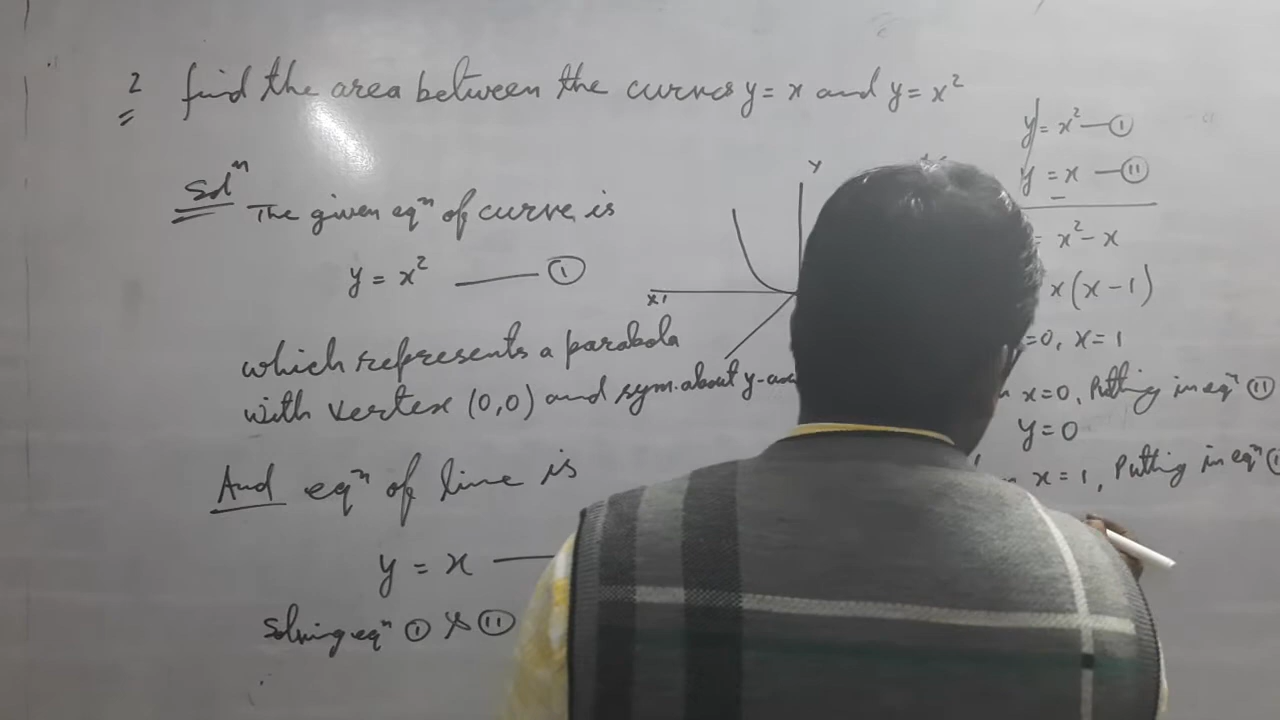 2 find the area between the curves y = x and y = x²
Solⁿ The given eqⁿ of curve is
y = x² — ①
which represents a parabola
with vertex (0,0) and sym. about y-axi
And eqⁿ of line is
y = x —
Solving eqⁿ ① & ⑪
Y
X'
y = x² — ①
y = x — ⑪
= x² - x
x(x - 1)
=0, x = 1
x=0, Putting in eqⁿ ⑪
y=0
x = 1, Putting in eqⁿ